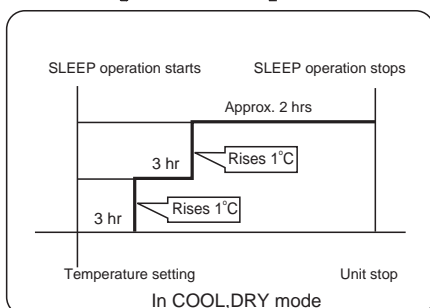 SLEEP operation starts
SLEEP operation stops
Approx. 2 hrs
Rises 1°C
3 hr
Rises 1°C
3 hr
Temperature setting
Unit stop
In COOL,DRY mode